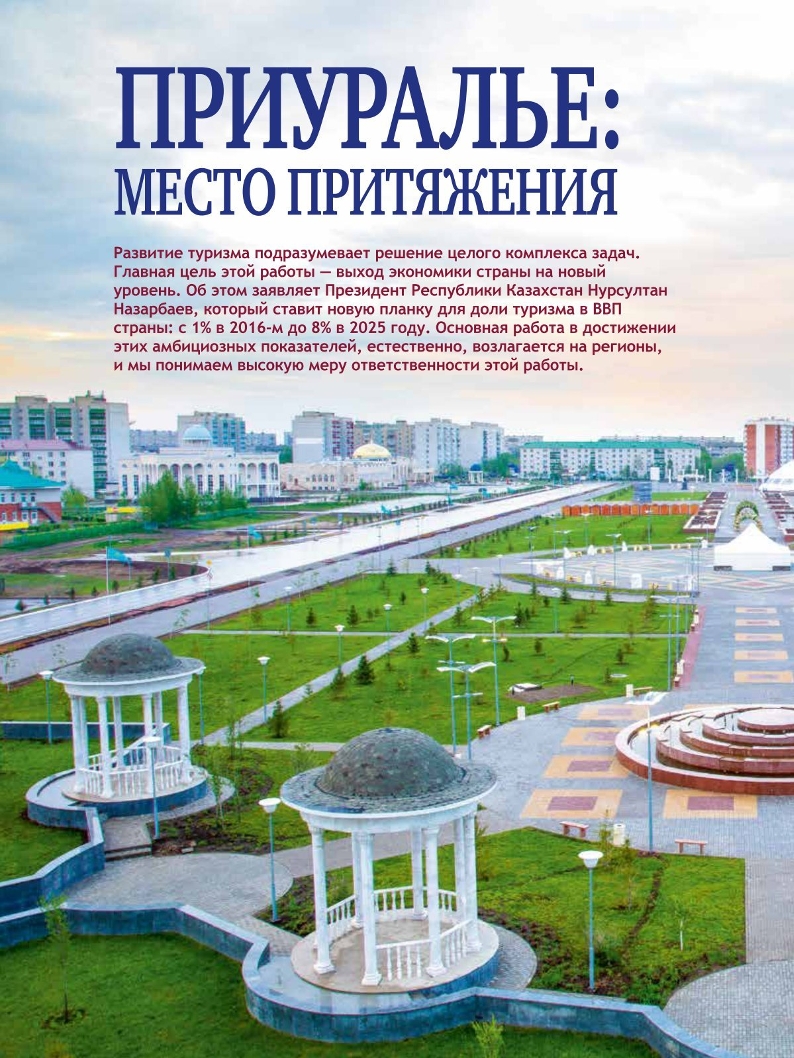 ПРИУРАЛЬЕ:
МЕСТО ПРИТЯЖЕНИЯ
Развитие туризма подразумевает решение целого комплекса задач.
Главная цель этой работы — выход экономики страны на новый
уровень. Об этом заявляет Президент Республики Казахстан Нурсултан
Назарбаев, который ставит новую планку для доли туризма в ВВП
страны: с 1% в 2016-м до 8% в 2025 году. Основная работа в достижении
этих амбициозных показателей, естественно, возлагается на регионы,
и мы понимаем высокую меру ответственности этой работы.